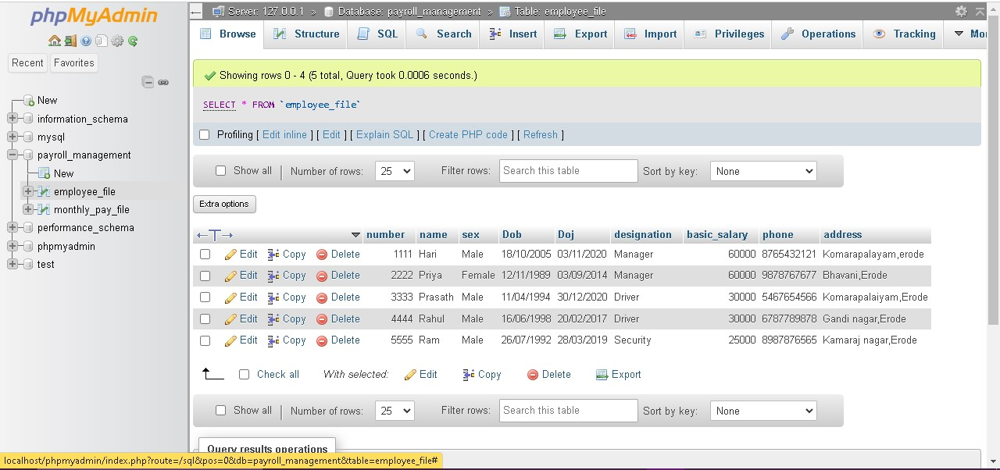 phpMyAdmin
Recent Favorites
New
information_schema
mysql
payroll_management
New
employee_file
monthly_pay_file
performance_schema
phpmyadmin
test
Server: 127.0.0.1 » Database: payroll_management » Table: employee_file
Browse Structure SQL Search Insert Export Import Privileges Operations Tracking Mo
Showing rows 0 - 4 (5 total, Query took 0.0006 seconds.)
SELECT * FROM `employee_file`
Profiling [ Edit inline ] [ Edit ] [ Explain SQL ] [ Create PHP code ] [ Refresh ]
Show all | Number of rows: 25 Filter rows: Search this table Sort by key: None
Extra options
←T→ number name sex Dob Doj designation basic_salary phone address
Edit Copy Delete 1111 Hari Male 18/10/2005 03/11/2020 Manager 60000 8765432121 Komarapalayam,erode
Edit Copy Delete 2222 Priya Female 12/11/1989 03/09/2014 Manager 60000 9878767677 Bhavani,Erode
Edit Copy Delete 3333 Prasath Male 11/04/1994 30/12/2020 Driver 30000 5467654566 Komarapalaiyam,Erode
Edit Copy Delete 4444 Rahul Male 16/06/1998 20/02/2017 Driver 30000 6787789878 Gandi nagar,Erode
Edit Copy Delete 5555 Ram Male 26/07/1992 28/03/2019 Security 25000 8987876565 Kamaraj nagar,Erode
Check all With selected: Edit Copy Delete Export
Show all | Number of rows: 25 Filter rows: Search this table Sort by key: None
Query results operations
localhost/phpmyadmin/index.php?route=/sql&pos=0&db=payroll_management&table=employee_file#